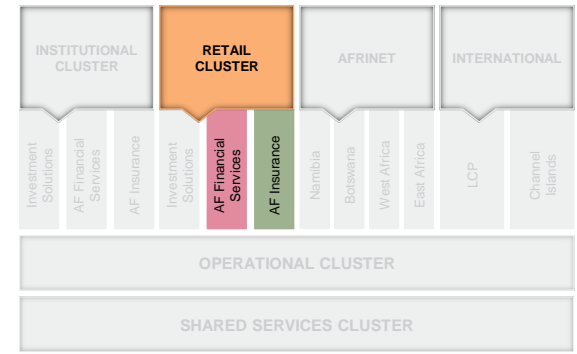 INSTITUTIONAL
CLUSTER
RETAIL
CLUSTER
AFRINET
INTERNATIONAL
Investment
Solutions
AF Financial
Services
AF Insurance
Investment
Solutions
AF Financial
Services
AF Insurance
Namibia
Botswana
West Africa
East Africa
LCP
Channel
Islands
OPERATIONAL CLUSTER
SHARED SERVICES CLUSTER